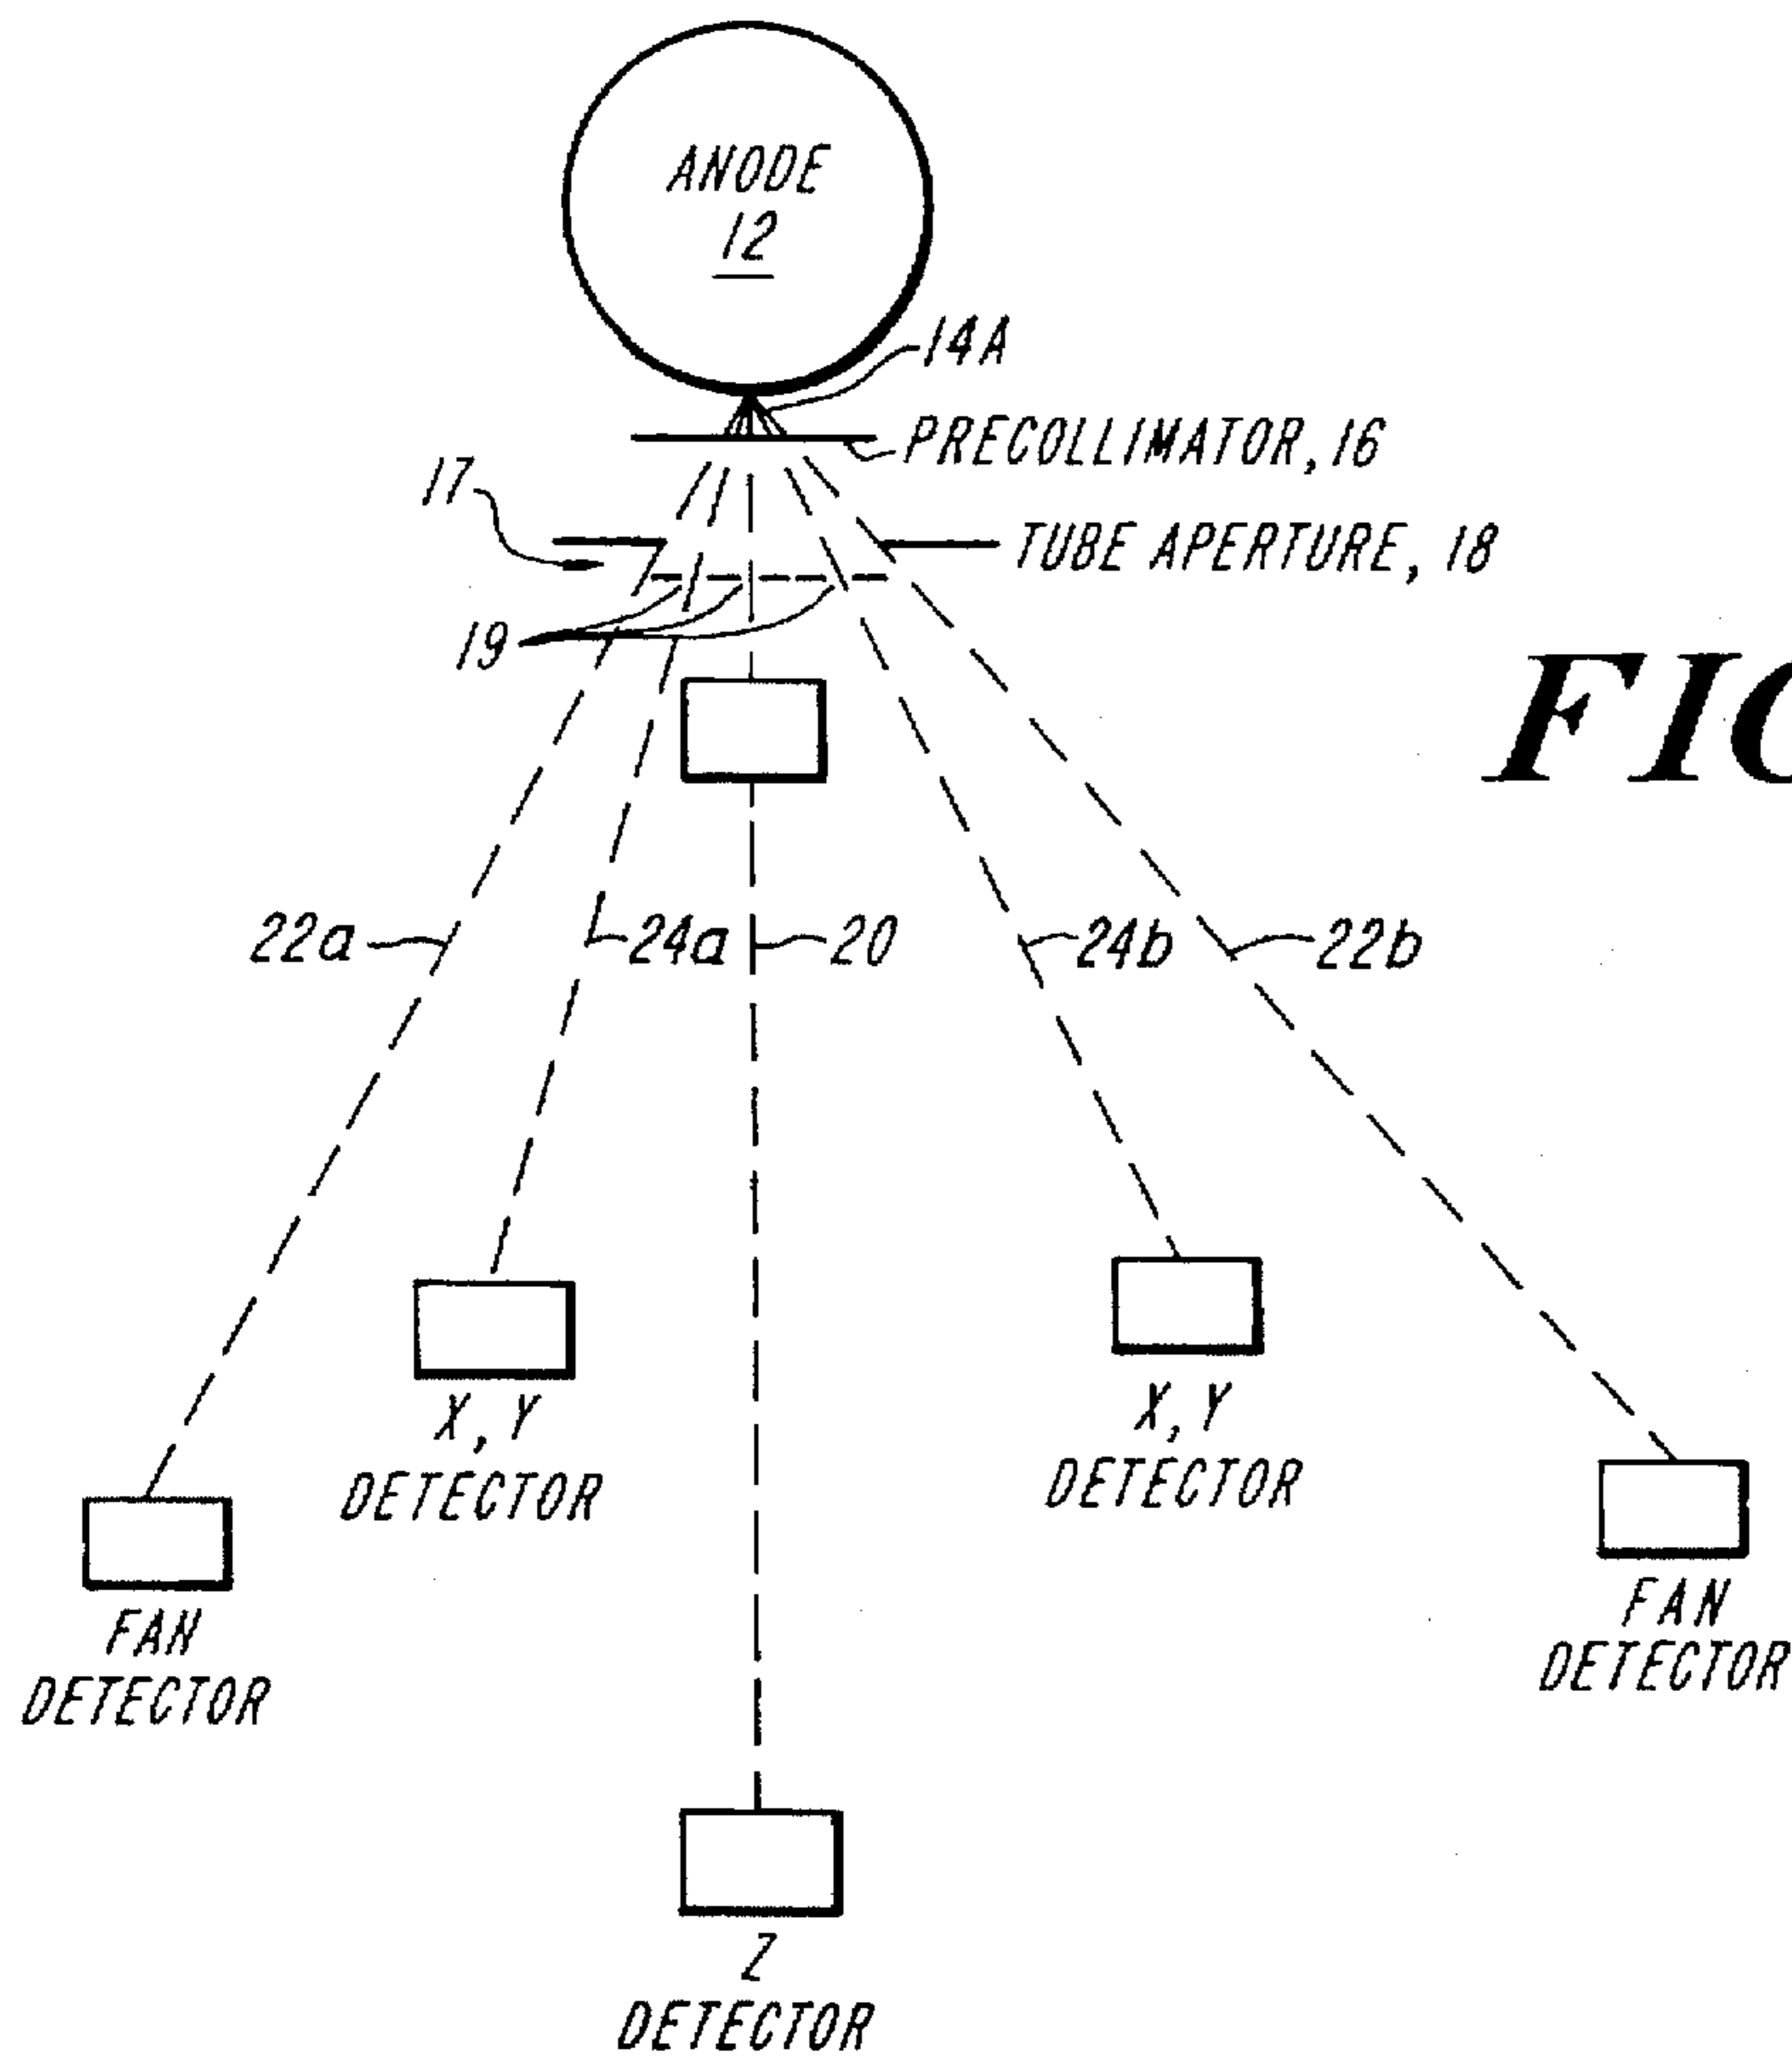 ANODE
12
14A
PRECOLLIMATOR, 16
17
TUBE APERTURE, 18
19
FIG
22a
24a
20
24b
22b
X, Y
DETECTOR
X, Y
DETECTOR
FAN
DETECTOR
FAN
DETECTOR
Z
DETECTOR